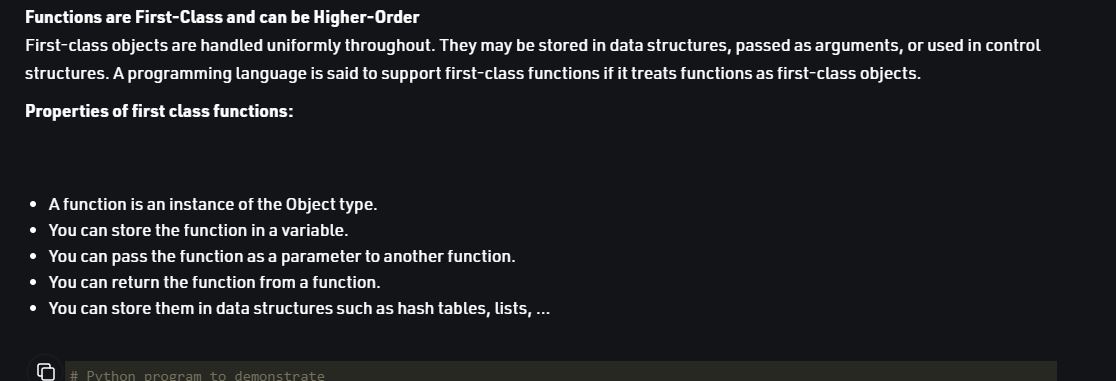 Functions are First-Class and can be Higher-Order
First-class objects are handled uniformly throughout. They may be stored in data structures, passed as arguments, or used in control
structures. A programming language is said to support first-class functions if it treats functions as first-class objects.
Properties of first class functions:
• A function is an instance of the Object type.
• You can store the function in a variable.
• You can pass the function as a parameter to another function.
• You can return the function from a function.
• You can store them in data structures such as hash tables, lists, ...
# Python program to demonstrate